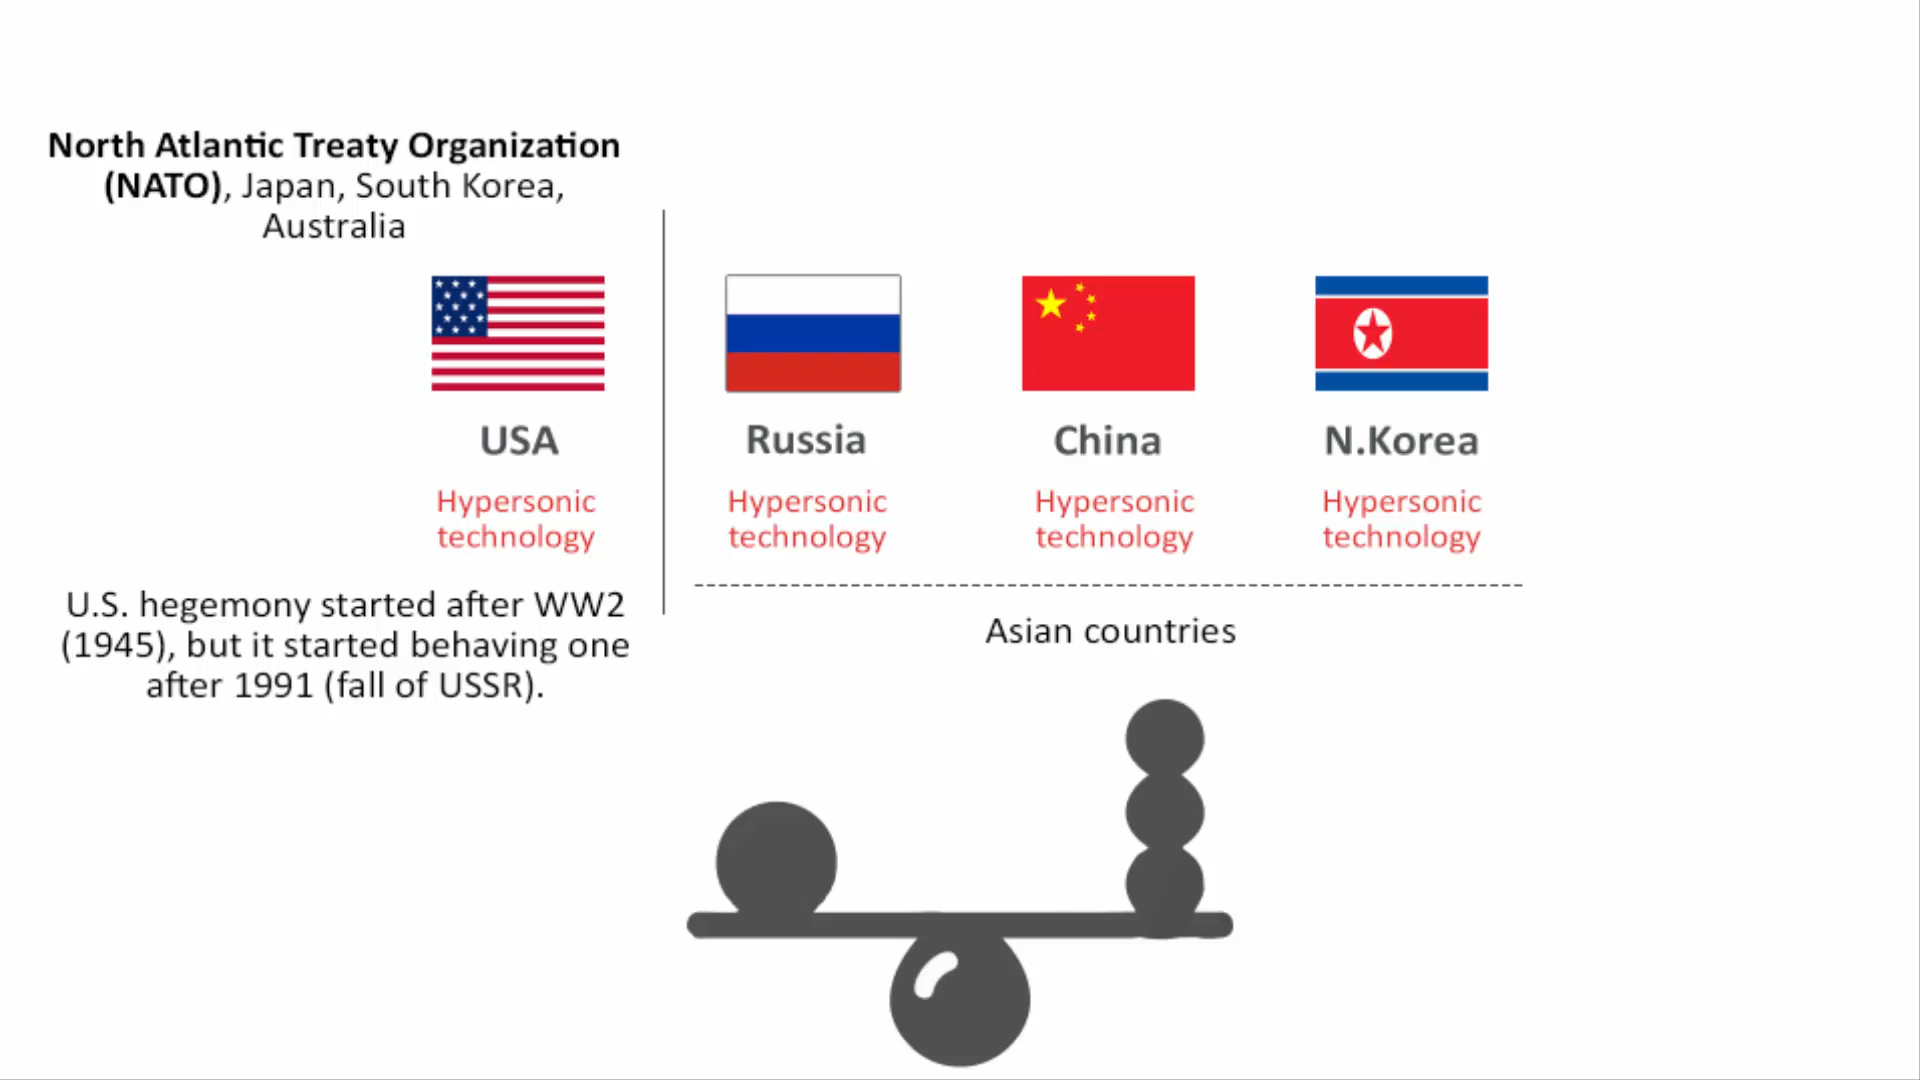 North Atlantic Treaty Organization
(NATO), Japan, South Korea,
Australia
USA
Russia
China
N.Korea
Hypersonic
technology
Hypersonic
technology
Hypersonic
technology
Hypersonic
technology
U.S. hegemony started after WW2
(1945), but it started behaving one
after 1991 (fall of USSR).
Asian countries